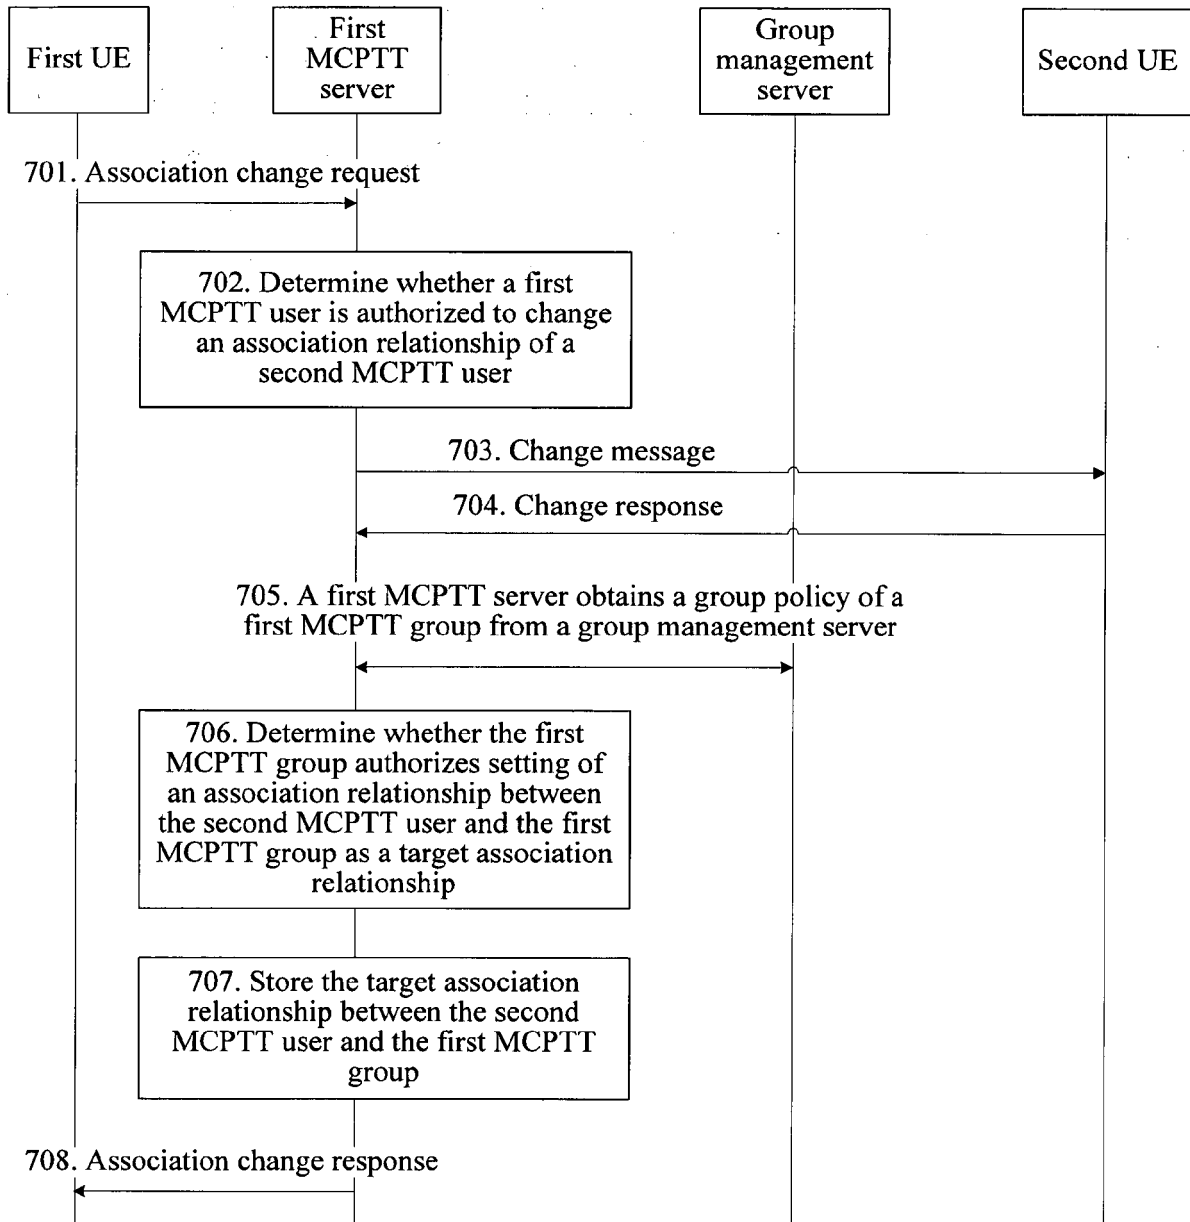 First UE
First
MCPTT
server
Group
management
server
Second UE
701. Association change request
702. Determine whether a first
MCPTT user is authorized to change
an association relationship of a
second MCPTT user
703. Change message
704. Change response
705. A first MCPTT server obtains a group policy of a
first MCPTT group from a group management server
706. Determine whether the first
MCPTT group authorizes setting of
an association relationship between
the second MCPTT user and the first
MCPTT group as a target association
relationship
707. Store the target association
relationship between the second
MCPTT user and the first MCPTT
group
708. Association change response